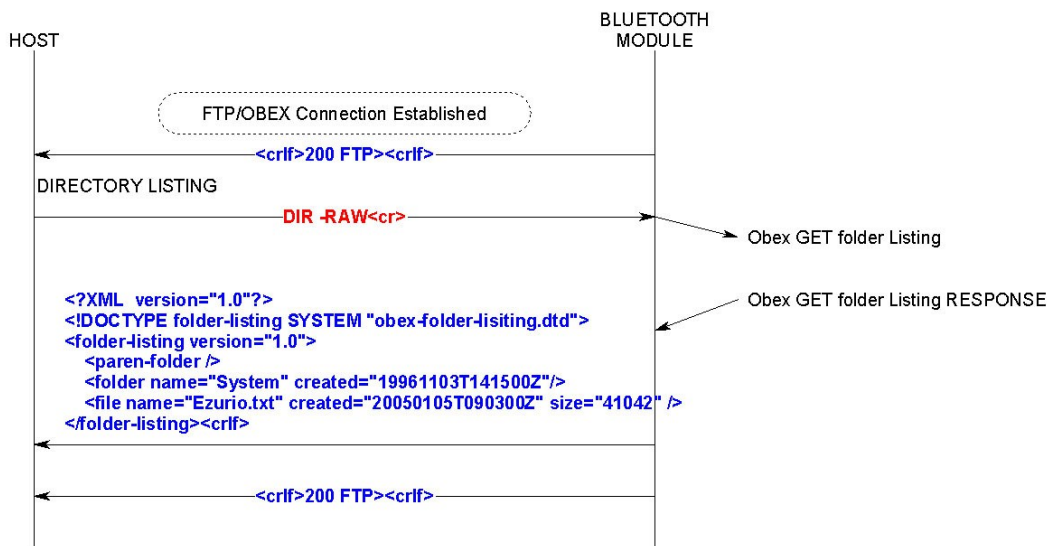 HOST
BLUETOOTH
MODULE
FTP/OBEX Connection Established
<crlf>200 FTP><crlf>
DIRECTORY LISTING
DIR -RAW<cr>
Obex GET folder Listing
Obex GET folder Listing RESPONSE
<?XML  version="1.0"?>
<!DOCTYPE folder-listing SYSTEM "obex-folder-lisiting.dtd">
<folder-listing version="1.0">
<paren-folder />
<folder name="System" created="19961103T141500Z"/>
<file name="Ezurio.txt" created="20050105T090300Z" size="41042" />
</folder-listing><crlf>
<crlf>200 FTP><crlf>